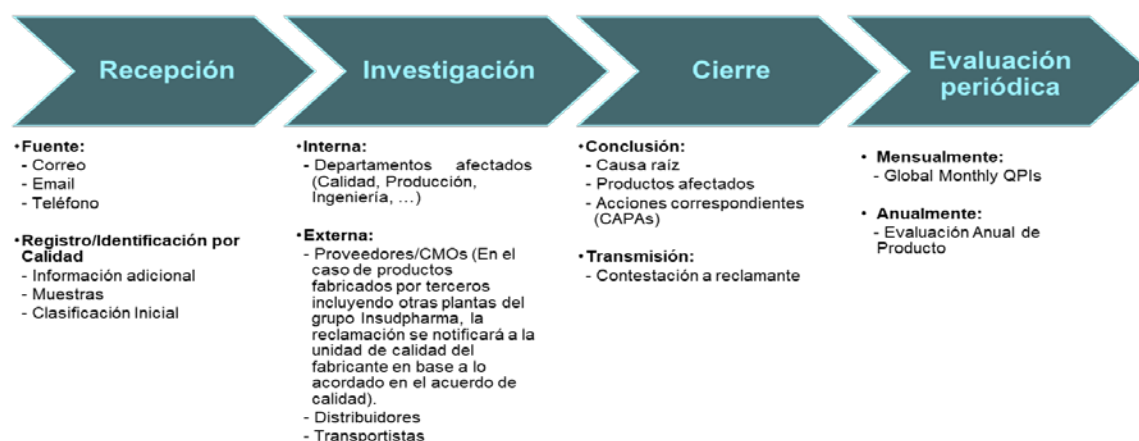 Recepción
Investigación
Cierre
Evaluación
periódica
•Fuente:
- Correo
- Email
- Teléfono
•Registro/Identificación por
Calidad
- Información adicional
- Muestras
- Clasificación Inicial
•Interna:
- Departamentos afectados
(Calidad, Producción,
Ingeniería, …)
•Externa:
- Proveedores/CMOs (En el
caso de productos
fabricados por terceros
incluyendo otras plantas del
grupo Insudpharma, la
reclamación se notificará a la
unidad de calidad del
fabricante en base a lo
acordado en el acuerdo de
calidad).
- Distribuidores
- Transportistas
•Conclusión:
- Causa raíz
- Productos afectados
- Acciones correspondientes
(CAPAs)
•Transmisión:
- Contestación a reclamante
• Mensualmente:
- Global Monthly QPIs
• Anualmente:
- Evaluación Anual de
Producto